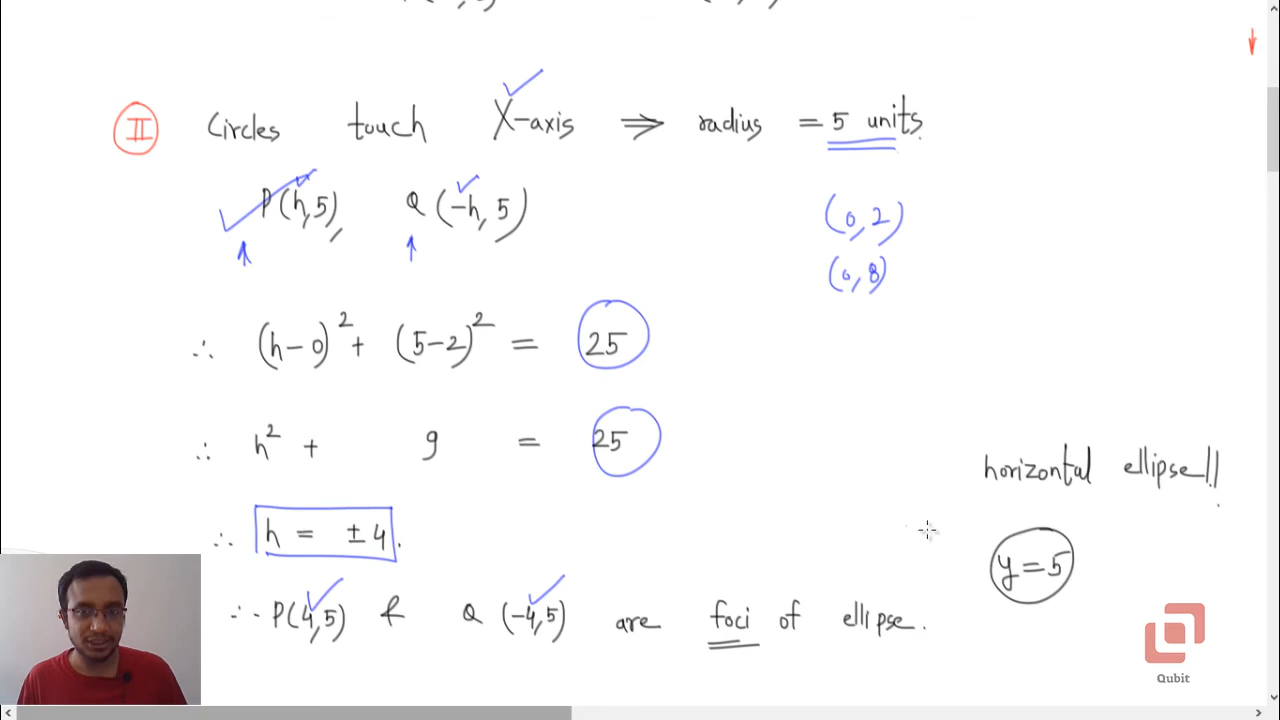 II Circles touch X-axis ⇒ radius = 5 units.
P(h,5), Q(-h,5)
(0,2)
(0,8)
∴ (h-0)² + (5-2)² = 25
∴ h² + 9 = 25
horizontal ellipse!!
∴ h = ±4.
y=5
∴ P(4,5) & Q(-4,5) are foci of ellipse.
Qubit